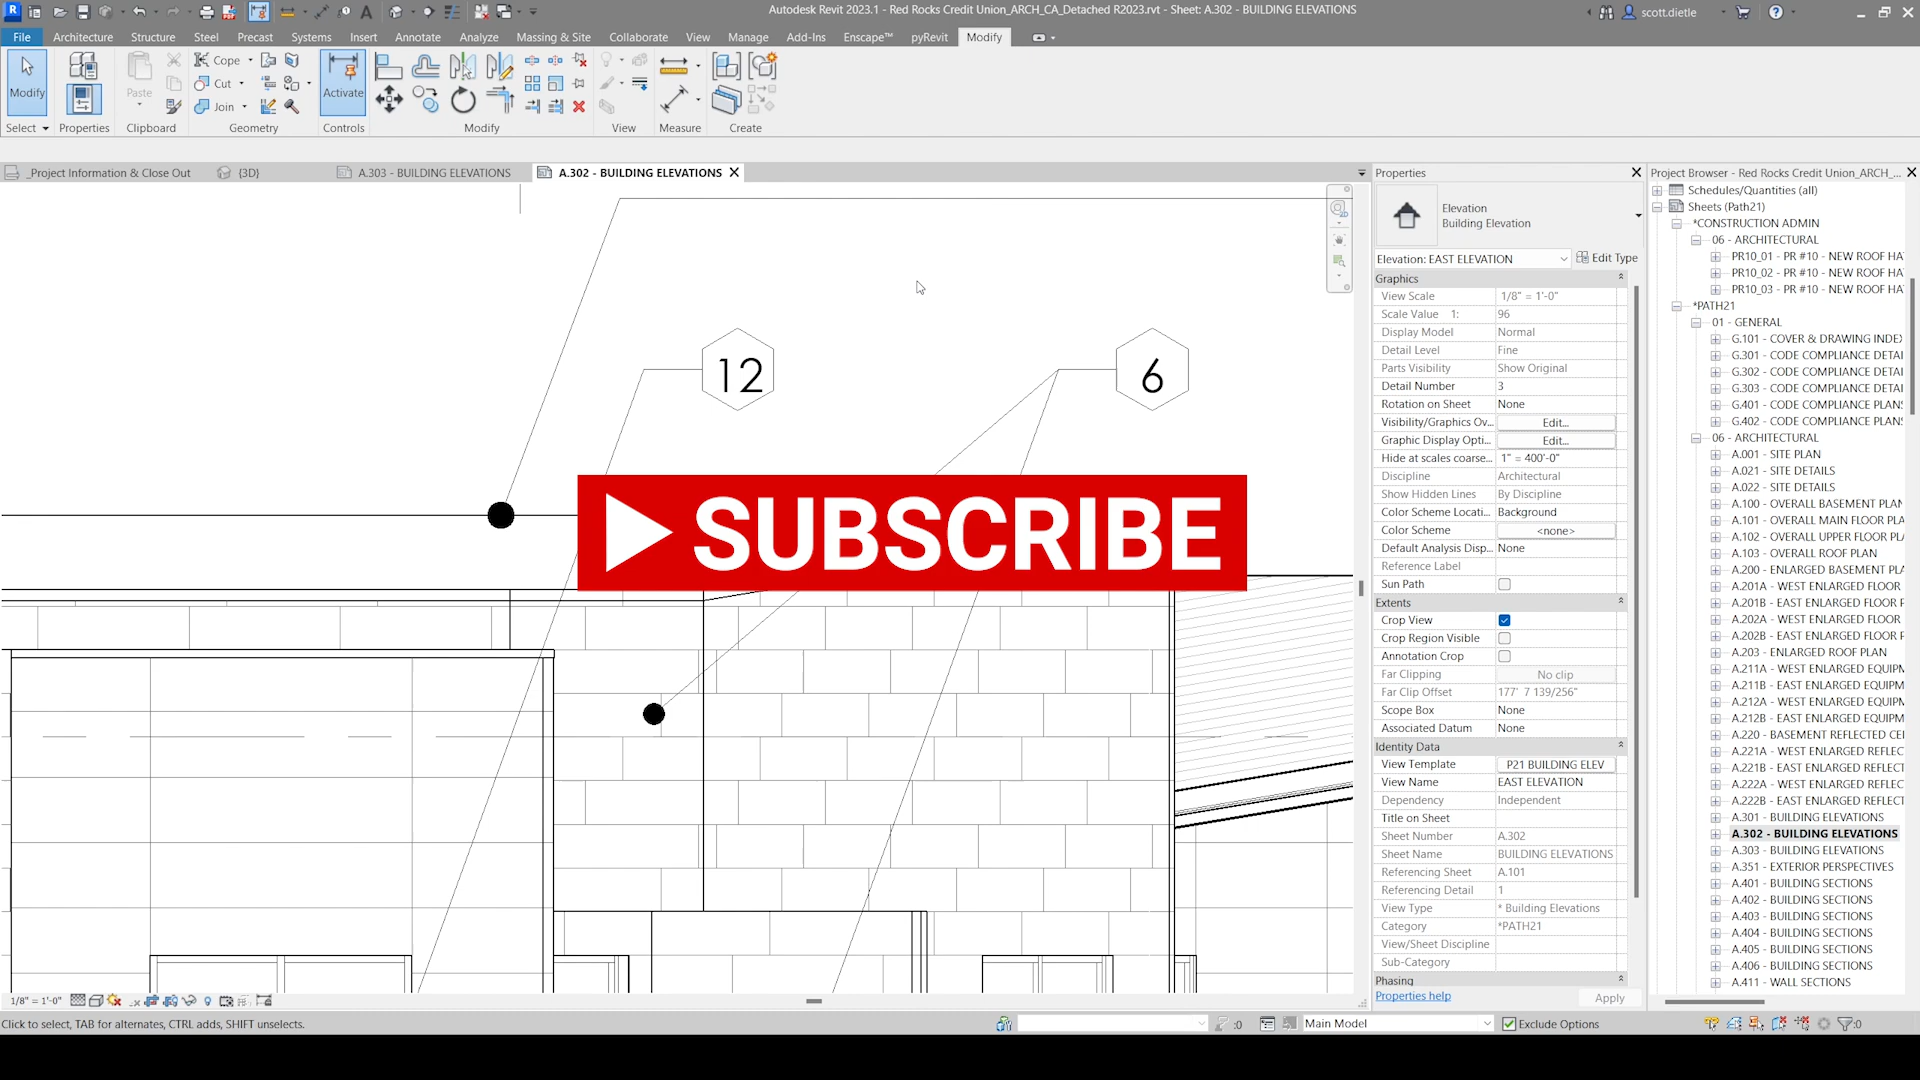 Autodesk Revit 2023.1 - Red Rocks Credit Union_ARCH_CA_Detached R2023.rvt - Sheet: A.302 - BUILDING ELEVATIONS
scott.dietle
File Architecture Structure Steel Precast Systems Insert Annotate Analyze Massing & Site Collaborate View Manage Add-Ins Enscape™ pyRevit Modify
Cope
Cut
Join
Modify
Paste
Activate
Select Properties Clipboard Geometry Controls Modify View Measure Create
_Project Information & Close Out
{3D}
A.303 - BUILDING ELEVATIONS
A.302 - BUILDING ELEVATIONS
12
6
SUBSCRIBE
Properties
Elevation
Building Elevation
Elevation: EAST ELEVATION
Edit Type
Graphics
View Scale 1/8" = 1'-0"
Scale Value 1: 96
Display Model Normal
Detail Level Fine
Parts Visibility Show Original
Detail Number 3
Rotation on Sheet None
Visibility/Graphics Ov... Edit...
Graphic Display Opti... Edit...
Hide at scales coarse... 1" = 400'-0"
Discipline Architectural
Show Hidden Lines By Discipline
Color Scheme Locati... Background
Color Scheme <none>
Default Analysis Disp... None
Reference Label
Sun Path
Extents
Crop View
Crop Region Visible
Annotation Crop
Far Clipping No clip
Far Clip Offset 177' 7 139/256"
Scope Box None
Associated Datum None
Identity Data
View Template P21 BUILDING ELEV
View Name EAST ELEVATION
Dependency Independent
Title on Sheet
Sheet Number A.302
Sheet Name BUILDING ELEVATIONS
Referencing Sheet A.101
Referencing Detail 1
View Type * Building Elevations
Category *PATH21
View/Sheet Discipline
Sub-Category
Phasing
Properties help
Apply
Project Browser - Red Rocks Credit Union_ARCH_...
Schedules/Quantities (all)
Sheets (Path21)
*CONSTRUCTION ADMIN
06 - ARCHITECTURAL
PR10_01 - PR #10 - NEW ROOF HA
PR10_02 - PR #10 - NEW ROOF HA
PR10_03 - PR #10 - NEW ROOF HA
*PATH21
01 - GENERAL
G.101 - COVER & DRAWING INDEX
G.301 - CODE COMPLIANCE DETAI
G.302 - CODE COMPLIANCE DETAI
G.303 - CODE COMPLIANCE DETAI
G.401 - CODE COMPLIANCE PLANS
G.402 - CODE COMPLIANCE PLANS
06 - ARCHITECTURAL
A.001 - SITE PLAN
A.021 - SITE DETAILS
A.022 - SITE DETAILS
A.100 - OVERALL BASEMENT PLAN
A.101 - OVERALL MAIN FLOOR PLA
A.102 - OVERALL UPPER FLOOR PL
A.103 - OVERALL ROOF PLAN
A.200 - ENLARGED BASEMENT PLA
A.201A - WEST ENLARGED FLOOR
A.201B - EAST ENLARGED FLOOR P
A.202A - WEST ENLARGED FLOOR
A.202B - EAST ENLARGED FLOOR P
A.203 - ENLARGED ROOF PLAN
A.211A - WEST ENLARGED EQUIPM
A.211B - EAST ENLARGED EQUIPM
A.212A - WEST ENLARGED EQUIPM
A.212B - EAST ENLARGED EQUIPM
A.220 - BASEMENT REFLECTED CEI
A.221A - WEST ENLARGED REFLEC
A.221B - EAST ENLARGED REFLECT
A.222A - WEST ENLARGED REFLEC
A.222B - EAST ENLARGED REFLECT
A.301 - BUILDING ELEVATIONS
A.302 - BUILDING ELEVATIONS
A.303 - BUILDING ELEVATIONS
A.351 - EXTERIOR PERSPECTIVES
A.401 - BUILDING SECTIONS
A.402 - BUILDING SECTIONS
A.403 - BUILDING SECTIONS
A.404 - BUILDING SECTIONS
A.405 - BUILDING SECTIONS
A.406 - BUILDING SECTIONS
A.411 - WALL SECTIONS
1/8" = 1'-0"
Click to select, TAB for alternates, CTRL adds, SHIFT unselects.
:0
Main Model
Exclude Options
:0